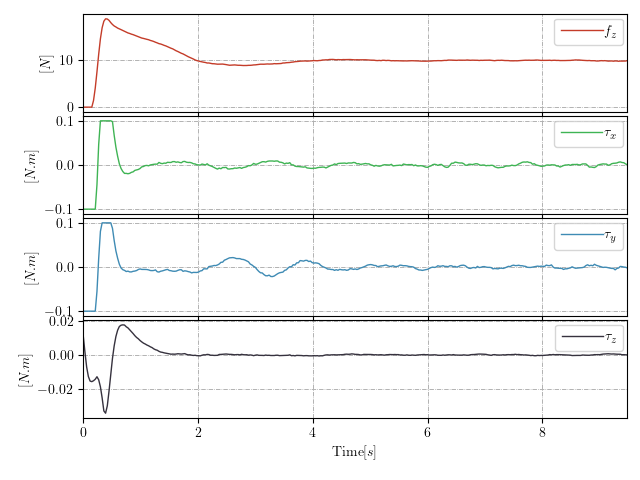 f_z
[N]
10
0
0.1
τ_x
[N.m]
0.0
−0.1
0.1
τ_y
[N.m]
0.0
−0.1
0.02
τ_z
[N.m]
0.00
−0.02
0 2 4 6 8
Time[s]